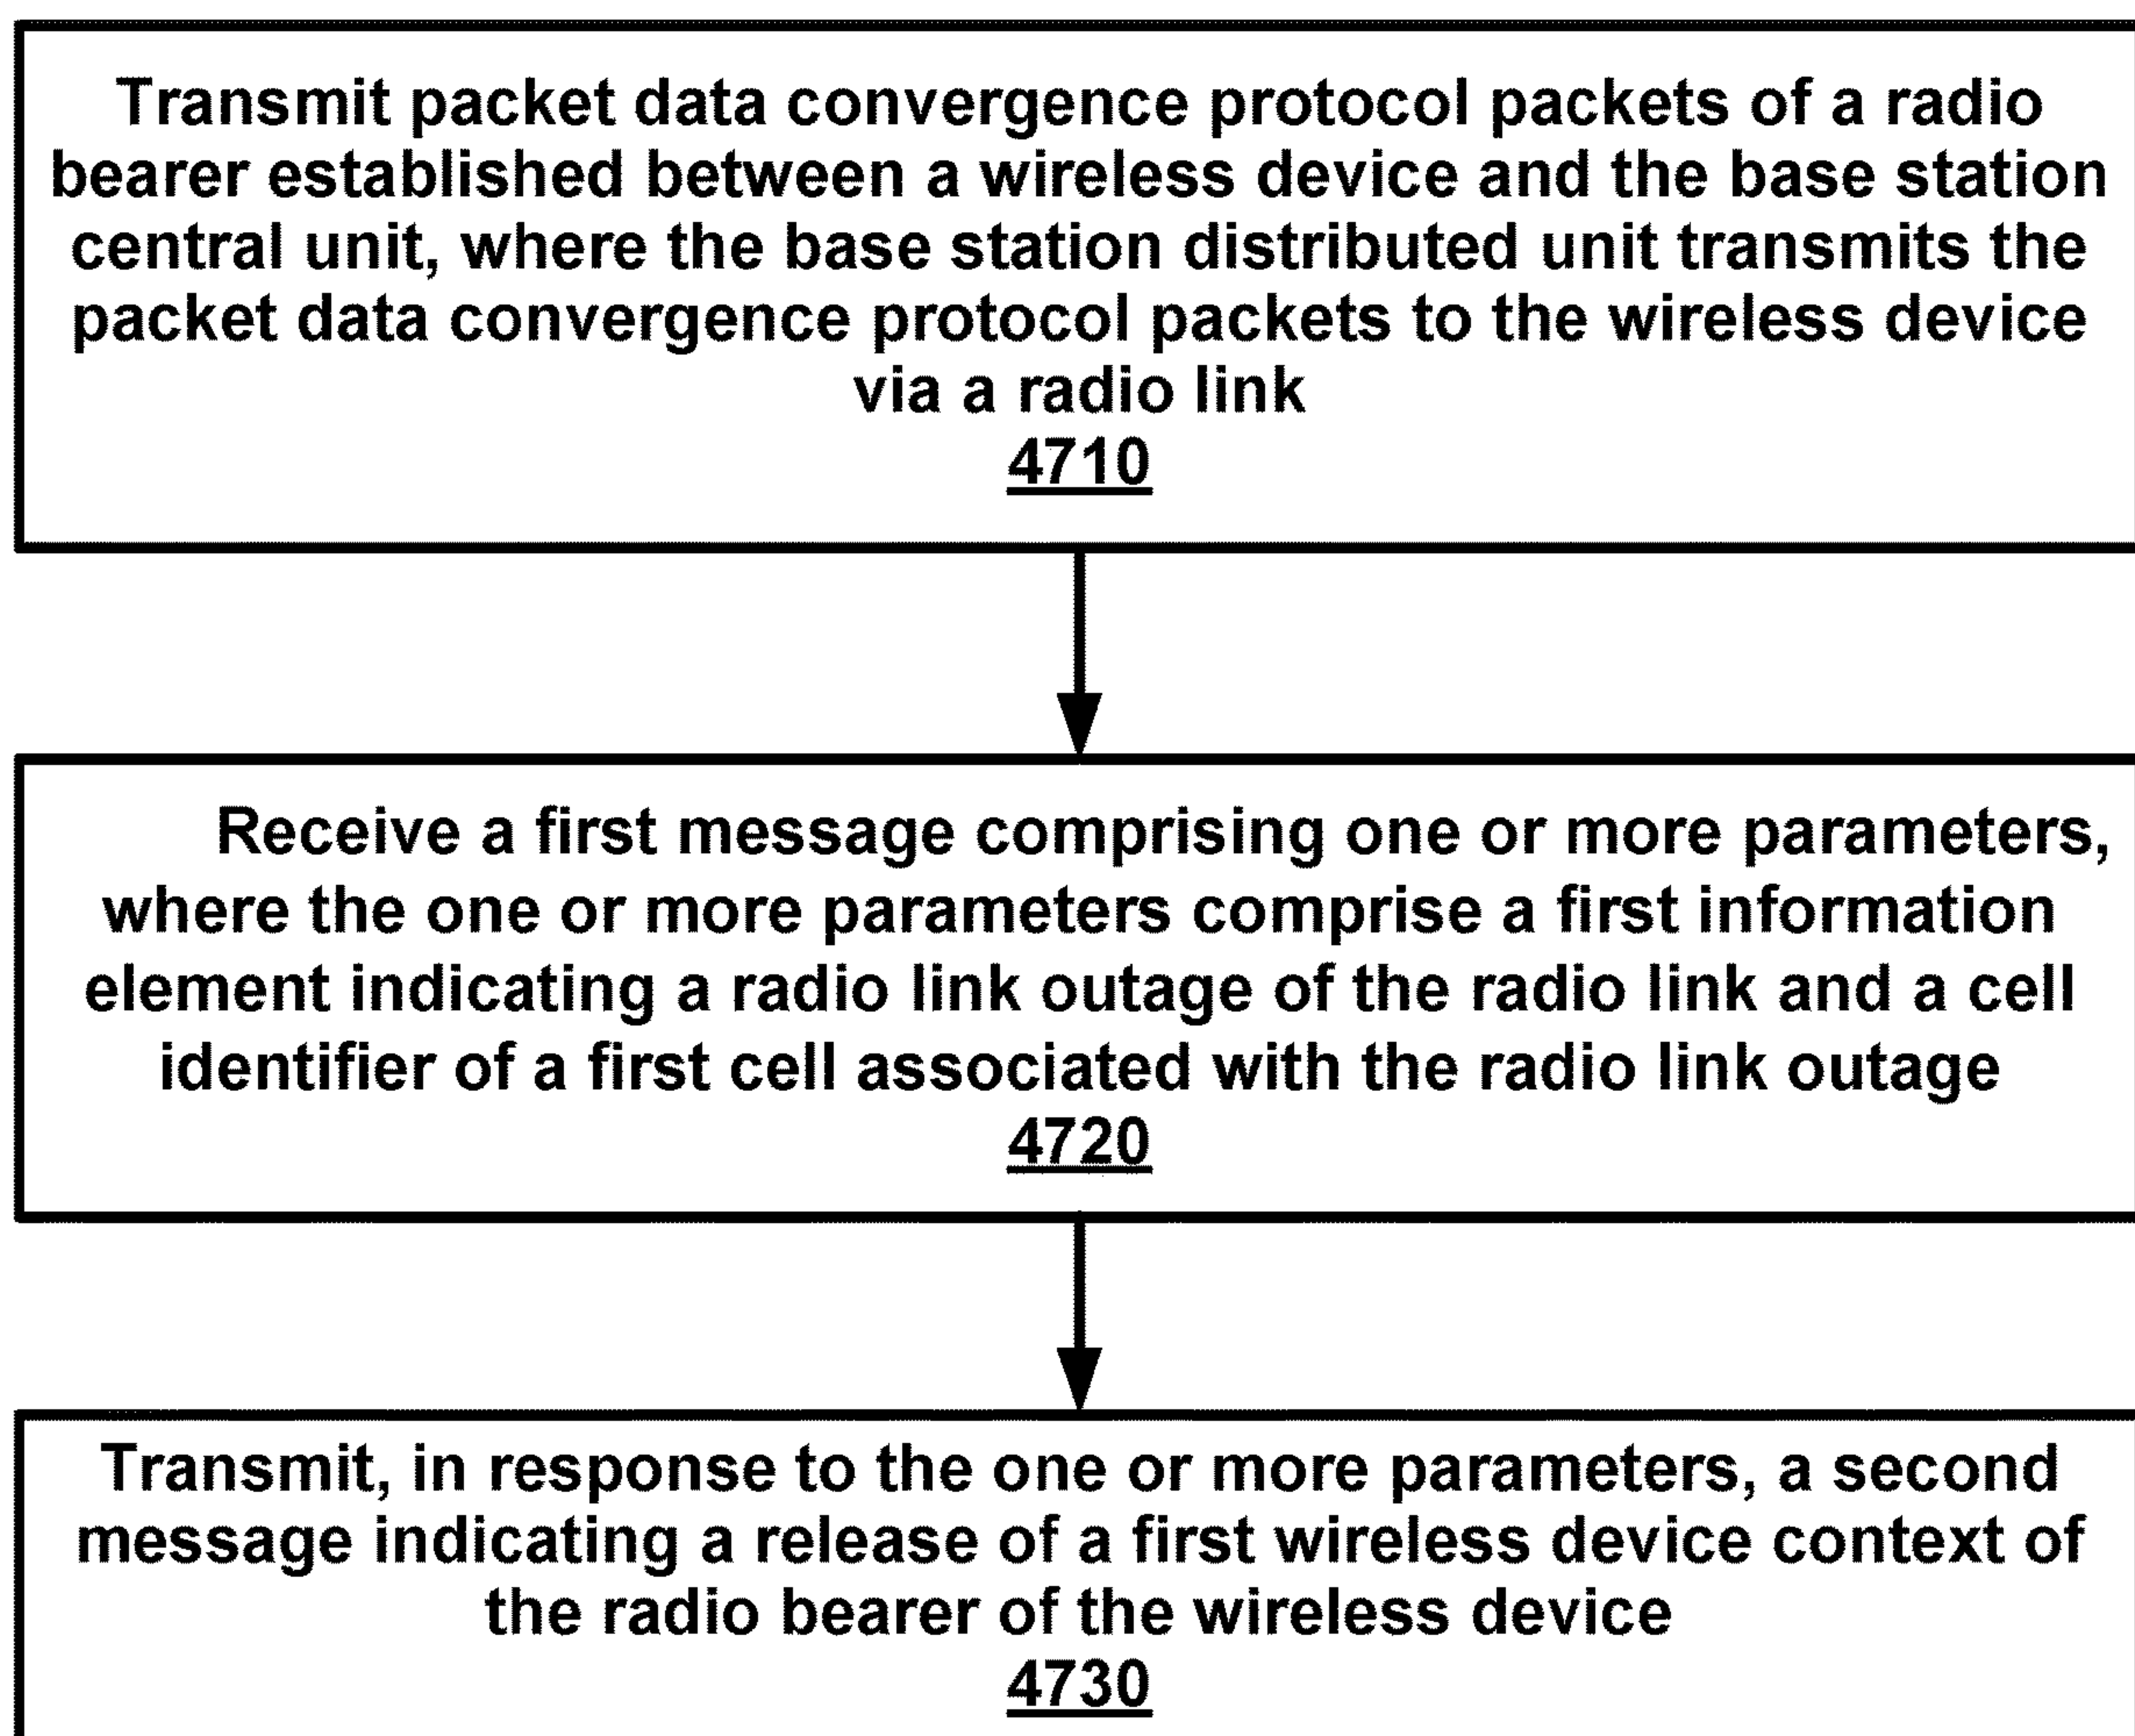 Transmit packet data convergence protocol packets of a radio
bearer established between a wireless device and the base station
central unit, where the base station distributed unit transmits the
packet data convergence protocol packets to the wireless device
via a radio link
4710
Receive a first message comprising one or more parameters,
where the one or more parameters comprise a first information
element indicating a radio link outage of the radio link and a cell
identifier of a first cell associated with the radio link outage
4720
Transmit, in response to the one or more parameters, a second
message indicating a release of a first wireless device context of
the radio bearer of the wireless device
4730